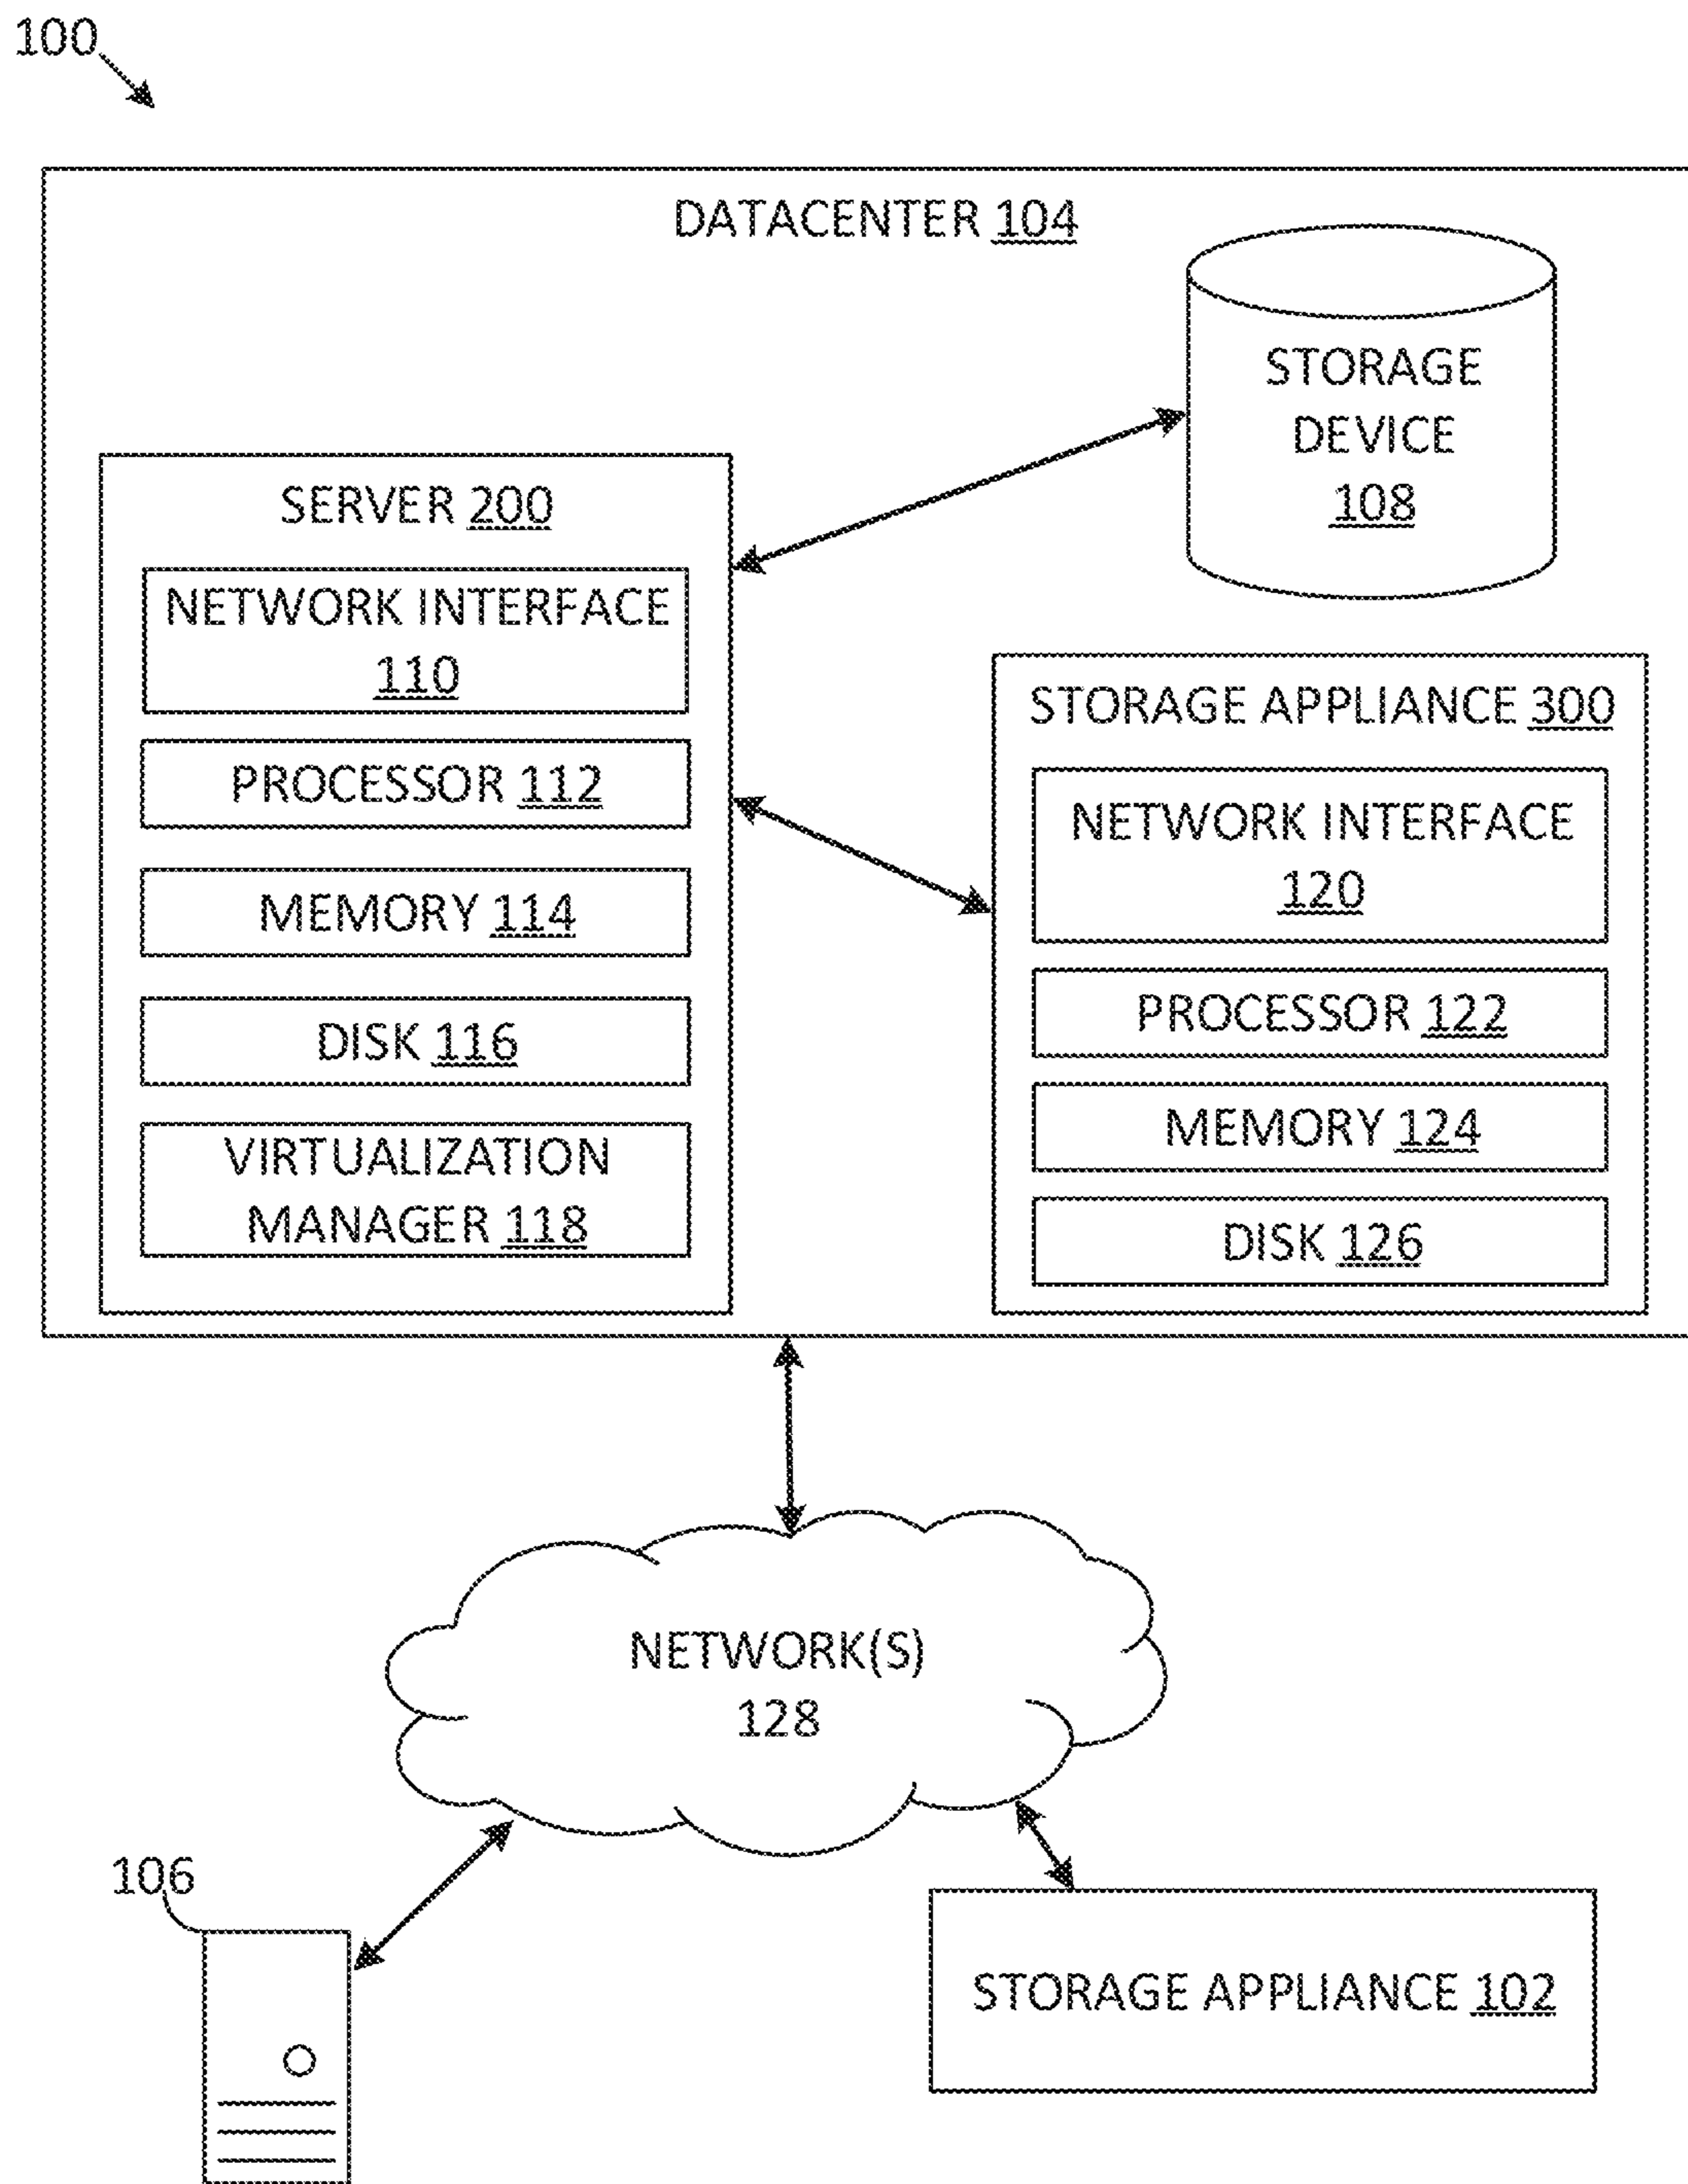 100
DATACENTER 104
STORAGE
DEVICE
108
SERVER 200
NETWORK INTERFACE
110
PROCESSOR 112
MEMORY 114
DISK 116
VIRTUALIZATION
MANAGER 118
STORAGE APPLIANCE 300
NETWORK INTERFACE
120
PROCESSOR 122
MEMORY 124
DISK 126
NETWORK(S)
128
106
STORAGE APPLIANCE 102